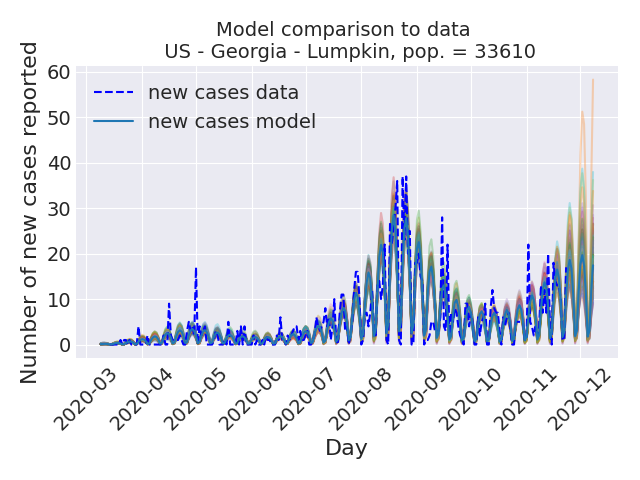 Model comparison to data
US - Georgia - Lumpkin, pop. = 33610
Number of new cases reported
60
50
40
30
20
10
0
new cases data
new cases model
2020-03
2020-04
2020-05
2020-06
2020-07
2020-08
2020-09
2020-10
2020-11
2020-12
Day